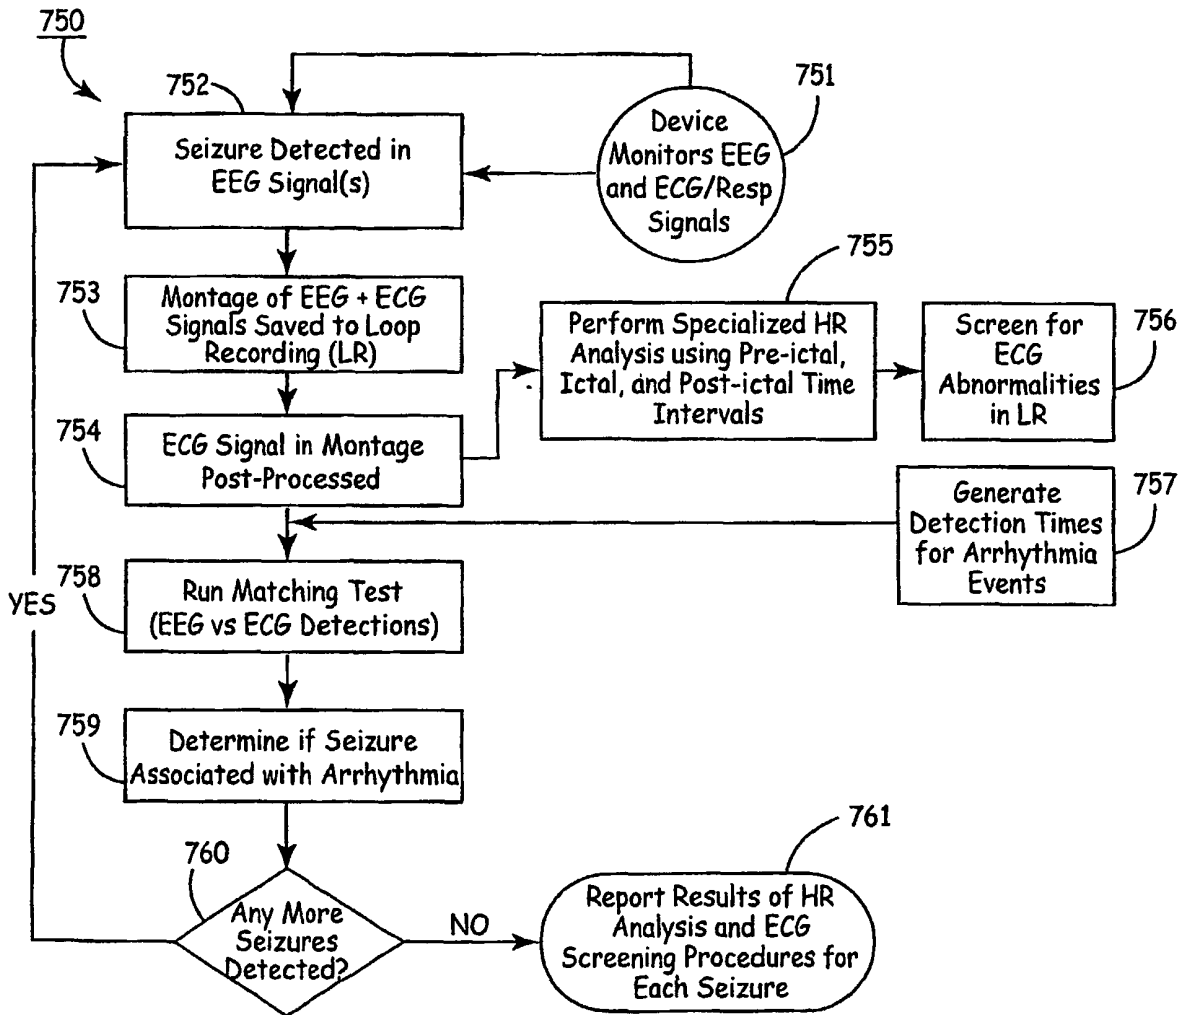 750
752
751
Seizure Detected in
EEG Signal(s)
Device
Monitors EEG
and ECG/Resp
Signals
753
Montage of EEG + ECG
Signals Saved to Loop
Recording (LR)
755
Perform Specialized HR
Analysis using Pre-ictal,
Ictal, and Post-ictal Time
Intervals
756
Screen for
ECG
Abnormalities
in LR
754
ECG Signal in Montage
Post-Processed
757
Generate
Detection Times
for Arrhythmia
Events
758
Run Matching Test
(EEG vs ECG Detections)
YES
759
Determine if Seizure
Associated with Arrhythmia
760
Any More
Seizures
Detected?
NO
761
Report Results of HR
Analysis and ECG
Screening Procedures for
Each Seizure